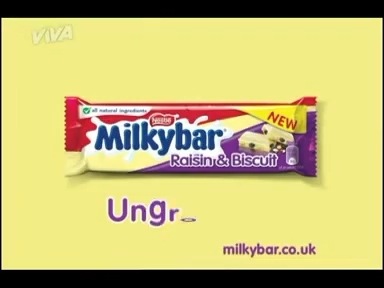 VIVA
all natural ingredients
NEW
Nestlé
Milkybar
Raisin & Biscuit
Ungr
milkybar.co.uk